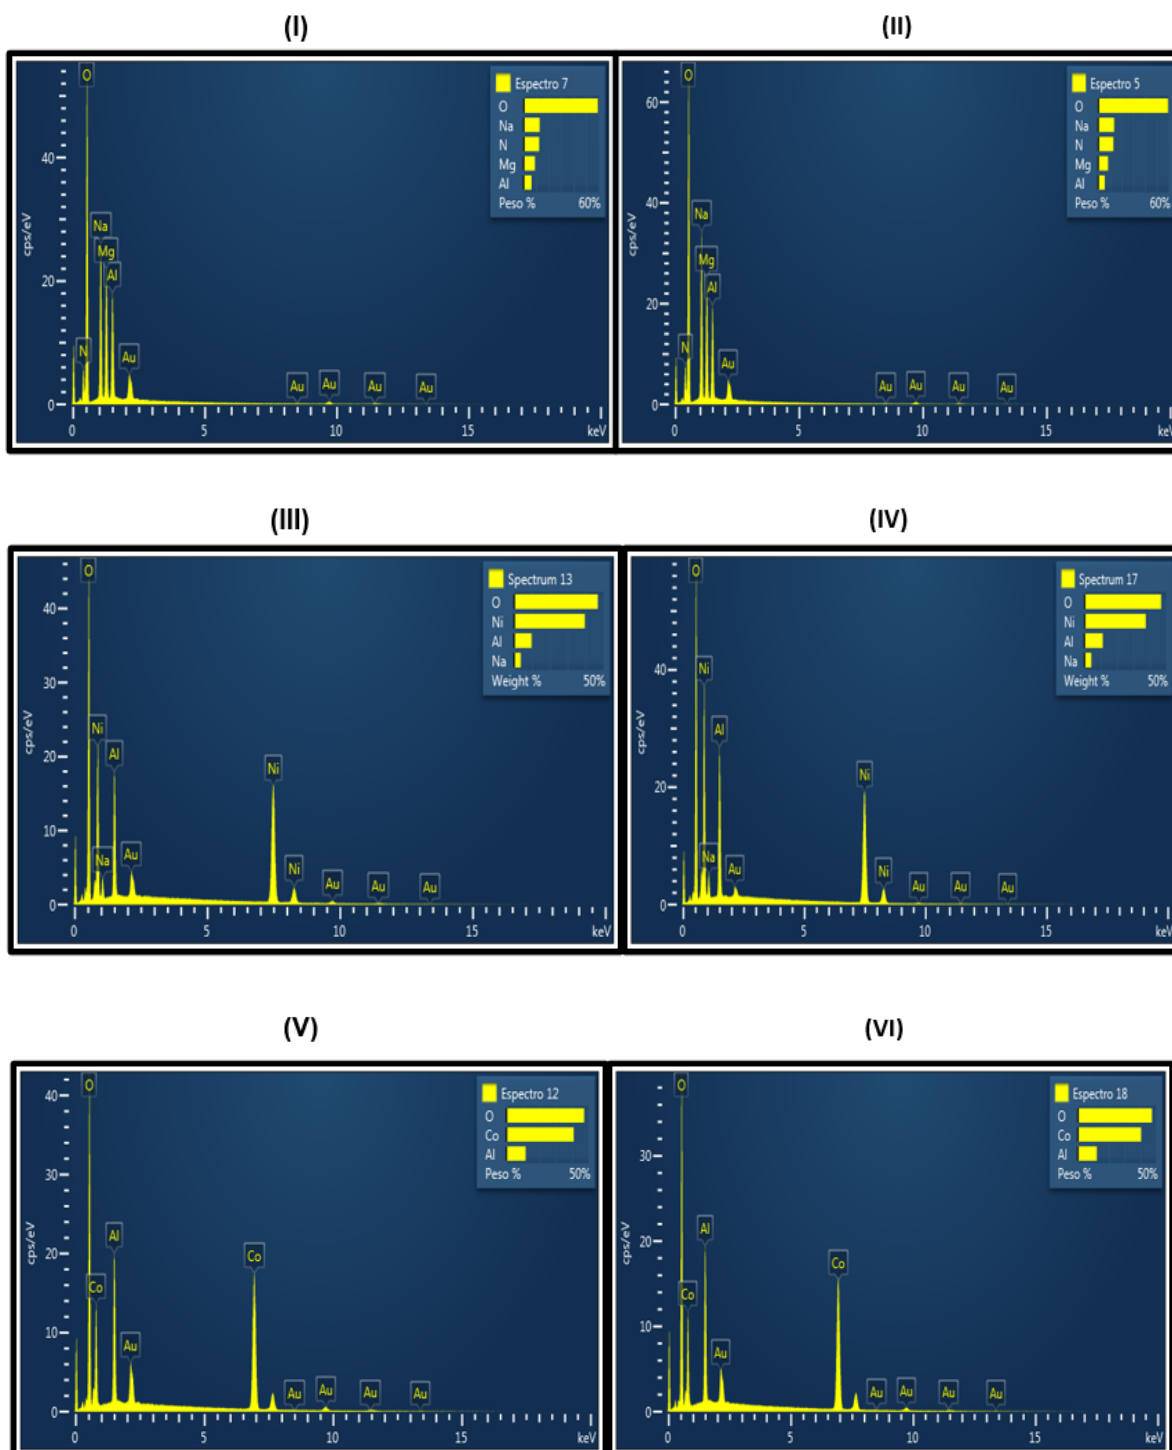 (I)
(II)
Espectro 7
O
Na
N
Mg
Al
Peso % 60%
O
Na
Mg
Al
N
Au
Au
Au
Au
Au
40
20
0
cps/eV
0 5 10 15 keV
Espectro 5
O
Na
N
Mg
Al
Peso % 60%
O
Na
Mg
Al
N
Au
Au
Au
Au
Au
60
40
20
0
cps/eV
0 5 10 15 keV
(III)
(IV)
Spectrum 13
O
Ni
Al
Na
Weight % 50%
O
Ni
Al
Na
Au
Ni
Ni
Au
Au
Au
40
30
20
10
0
cps/eV
0 5 10 15 keV
Spectrum 17
O
Ni
Al
Na
Weight % 50%
O
Ni
Al
Na
Au
Ni
Ni
Au
Au
Au
40
20
0
cps/eV
0 5 10 15 keV
(V)
(VI)
Espectro 12
O
Co
Al
Peso % 50%
O
Al
Co
Au
Co
Au
Au
Au
Au
40
30
20
10
0
cps/eV
0 5 10 15 keV
Espectro 18
O
Co
Al
Peso % 50%
O
Al
Co
Au
Co
Au
Au
Au
Au
30
20
10
0
cps/eV
0 5 10 15 keV